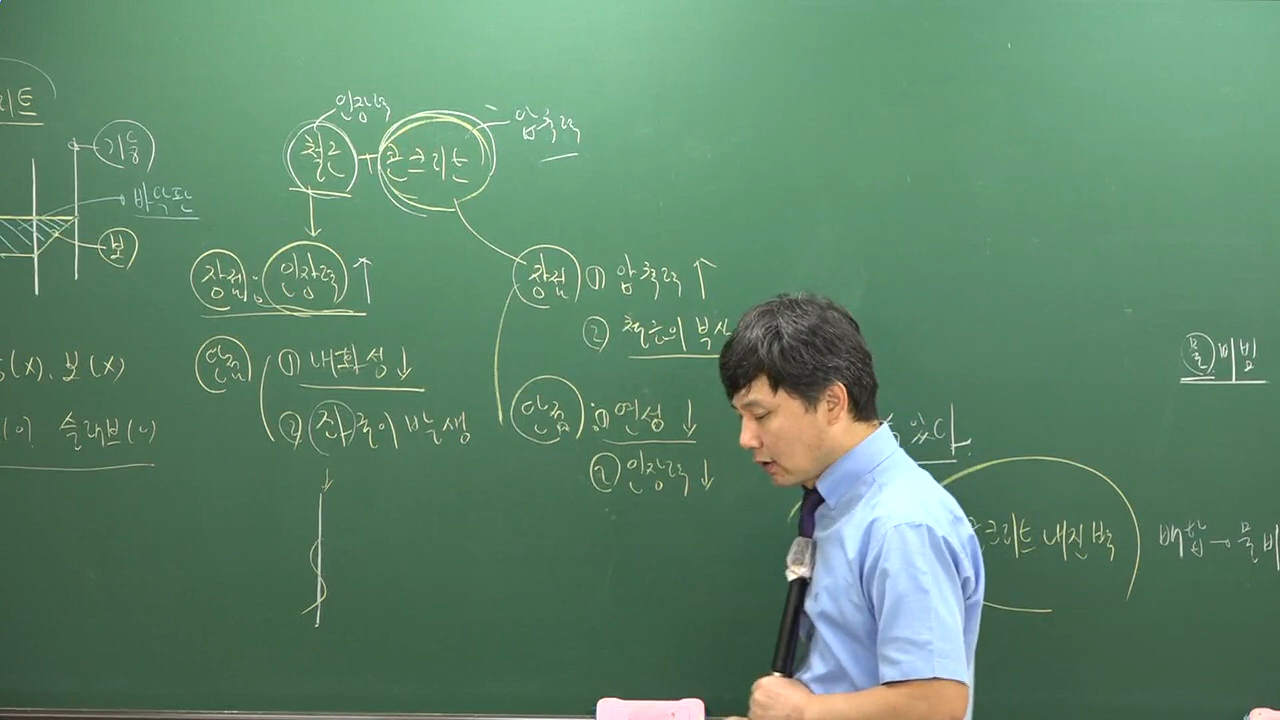 리트
기둥
바닥판
보
(x), 보(x)
슬래브(
인장력
철근 + 콘크리트
압축력
장점 : 인장력 ↑
단점 ① 내화성 ↓
② 좌굴이 발생
장점 ① 압축력 ↑
② 철근의 부
단점 : ① 연성 ↓
② 인장력 ↓
물비빔
있다.
콘크리트 내진벽
배합 → 물비